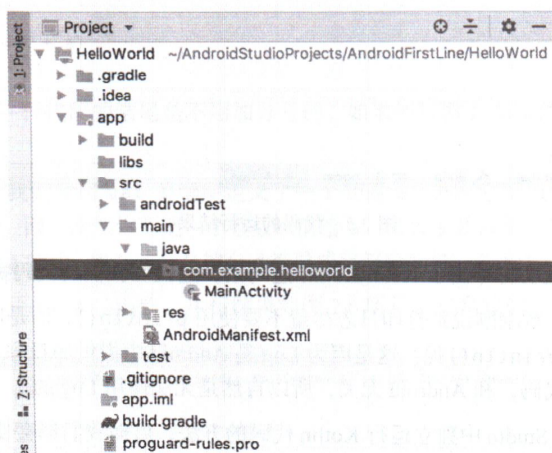 1: Project
Project
HelloWorld ~/AndroidStudioProjects/AndroidFirstLine/HelloWorld
.gradle
.idea
app
build
libs
src
androidTest
main
java
com.example.helloworld
MainActivity
res
AndroidManifest.xml
test
.gitignore
app.iml
build.gradle
proguard-rules.pro
Z: Structure